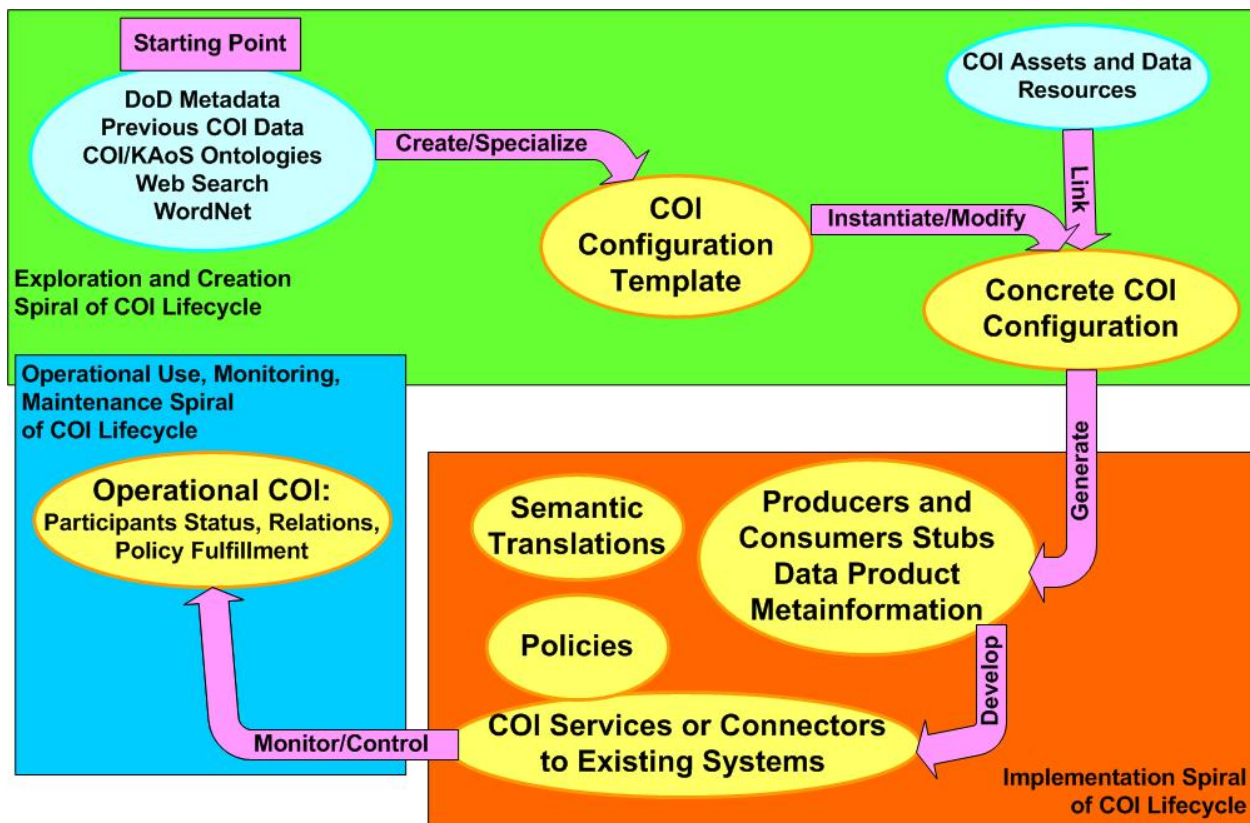 Starting Point
DoD Metadata
Previous COI Data
COI/KAoS Ontologies
Web Search
WordNet
Create/Specialize
COI
Configuration
Template
Instantiate/Modify
COI Assets and Data
Resources
Link
Concrete COI
Configuration
Exploration and Creation
Spiral of COI Lifecycle
Generate
Operational Use, Monitoring,
Maintenance Spiral
of COI Lifecycle
Operational COI:
Participants Status, Relations,
Policy Fulfillment
Semantic
Translations
Producers and
Consumers Stubs
Data Product
Metainformation
Policies
Develop
COI Services or Connectors
to Existing Systems
Monitor/Control
Implementation Spiral
of COI Lifecycle